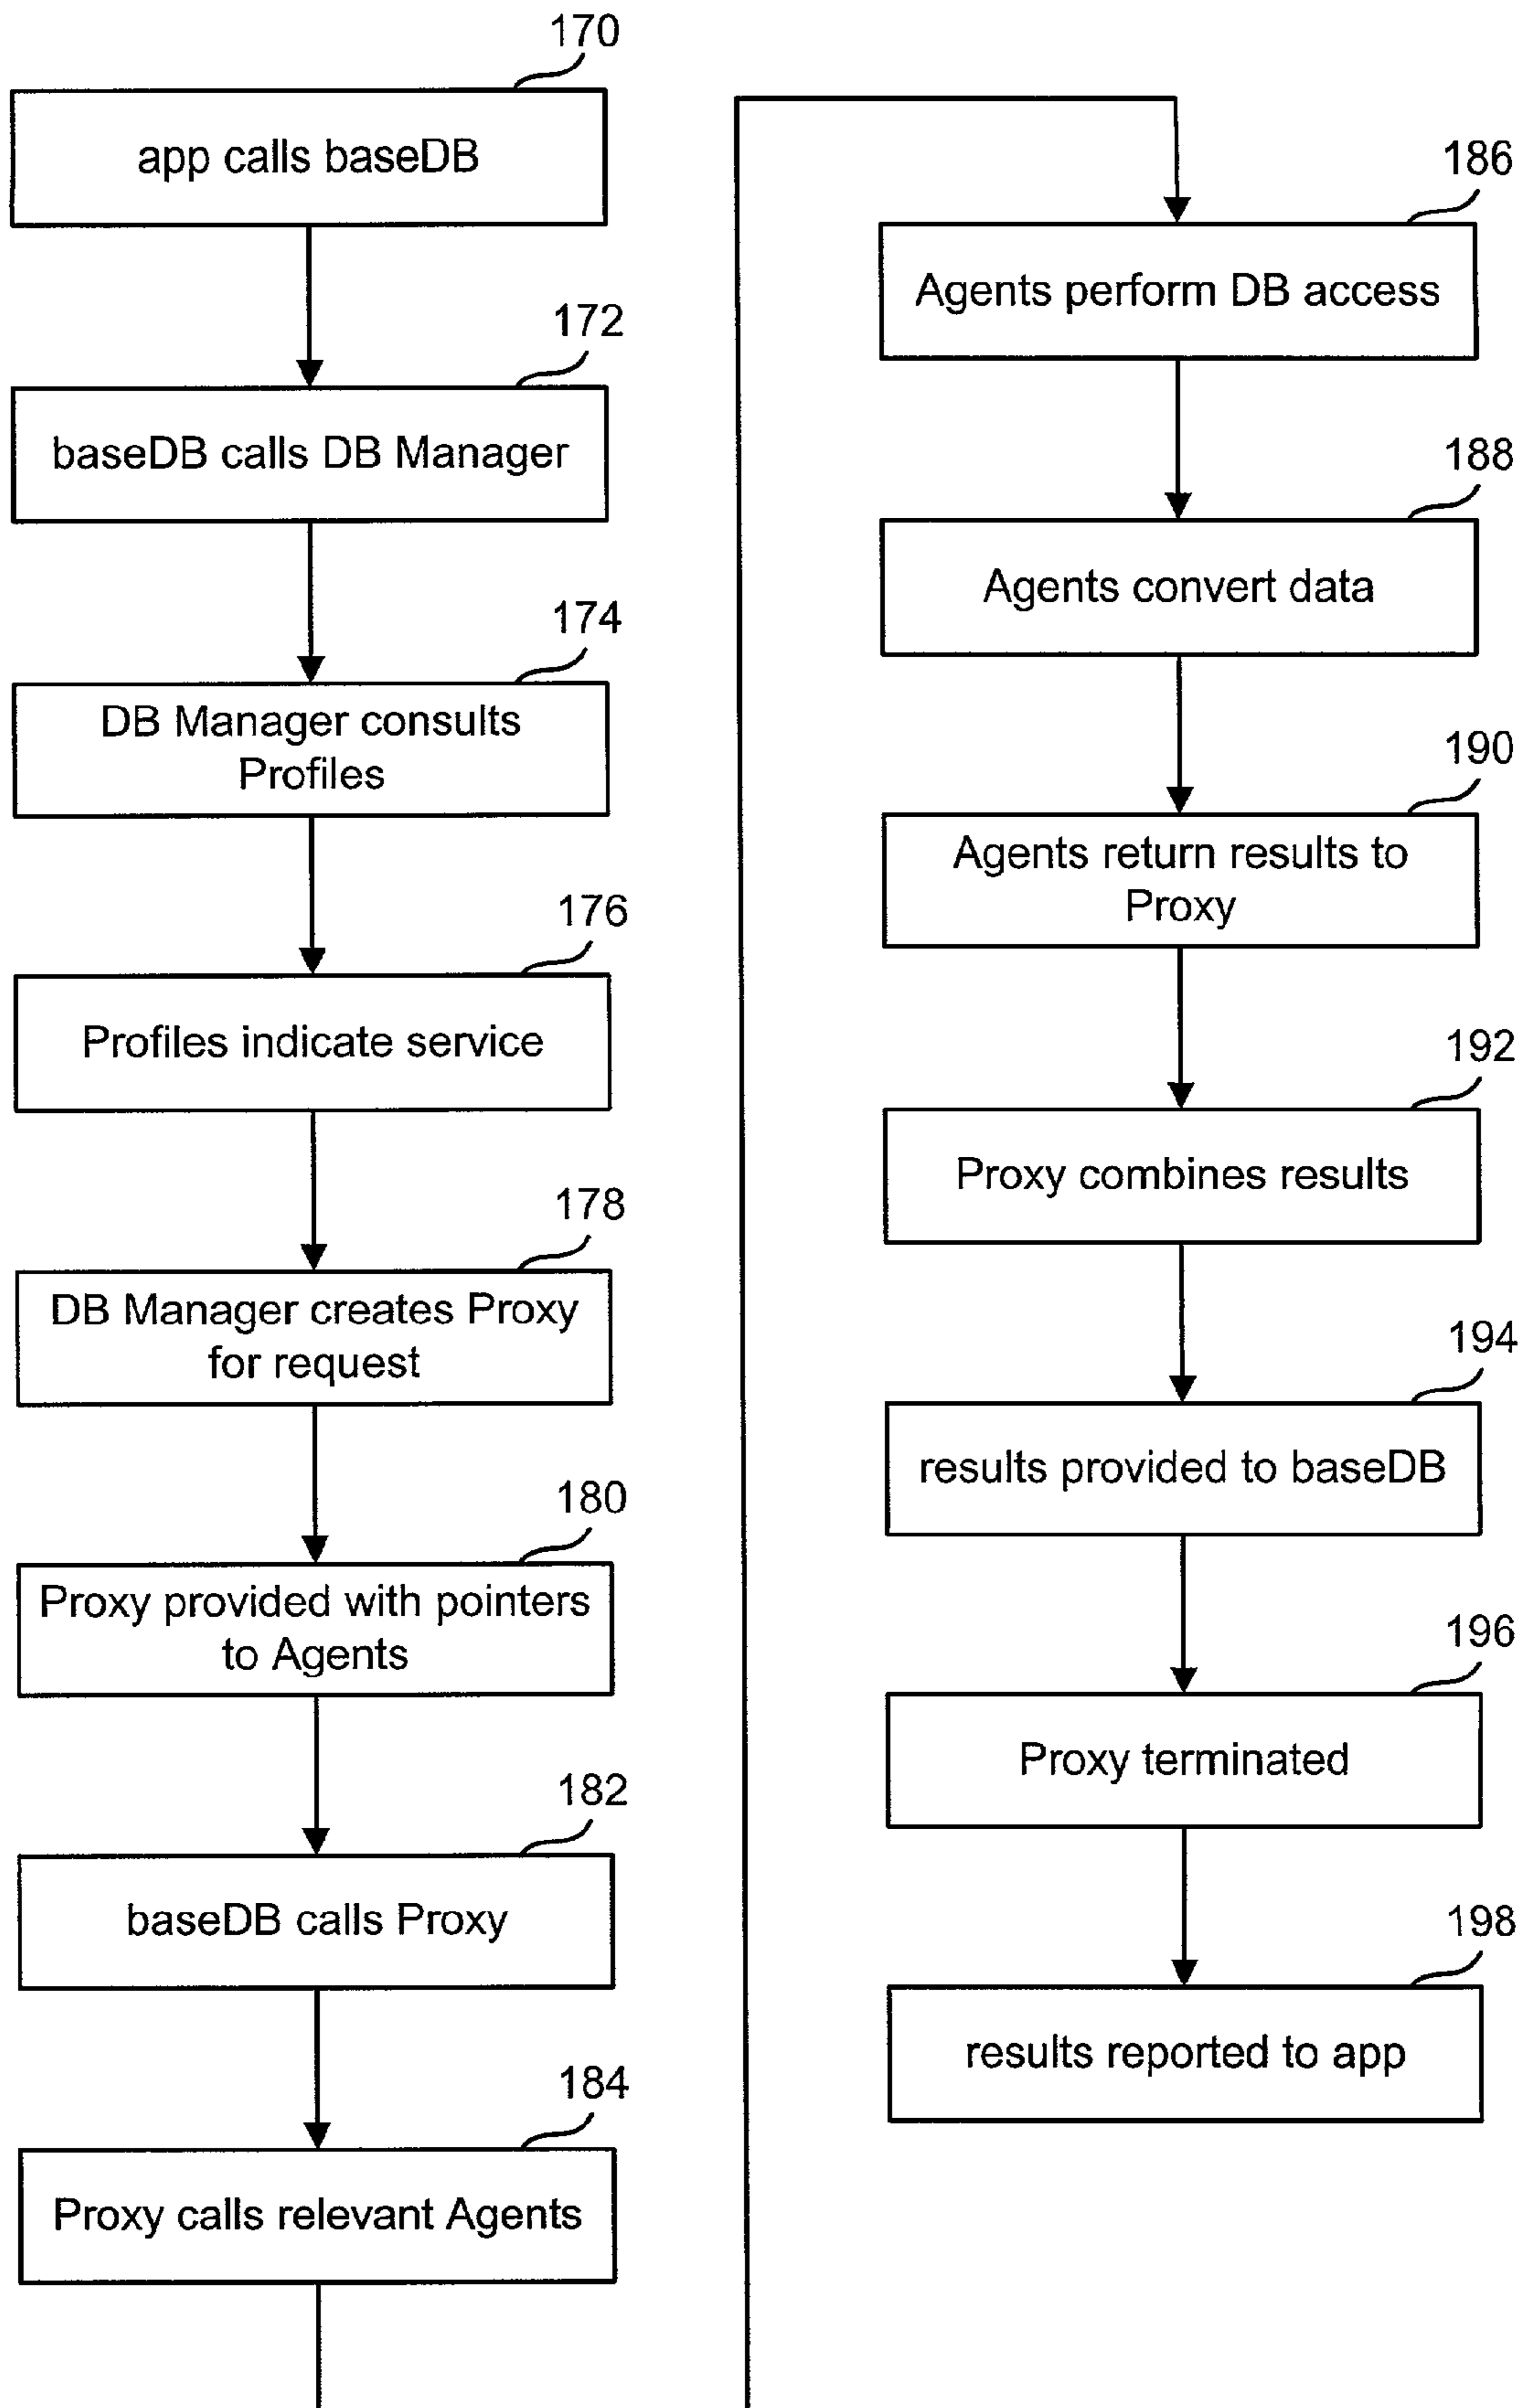 170
app calls baseDB
172
baseDB calls DB Manager
174
DB Manager consults
Profiles
176
Profiles indicate service
178
DB Manager creates Proxy
for request
180
Proxy provided with pointers
to Agents
182
baseDB calls Proxy
184
Proxy calls relevant Agents
186
Agents perform DB access
188
Agents convert data
190
Agents return results to
Proxy
192
Proxy combines results
194
results provided to baseDB
196
Proxy terminated
198
results reported to app